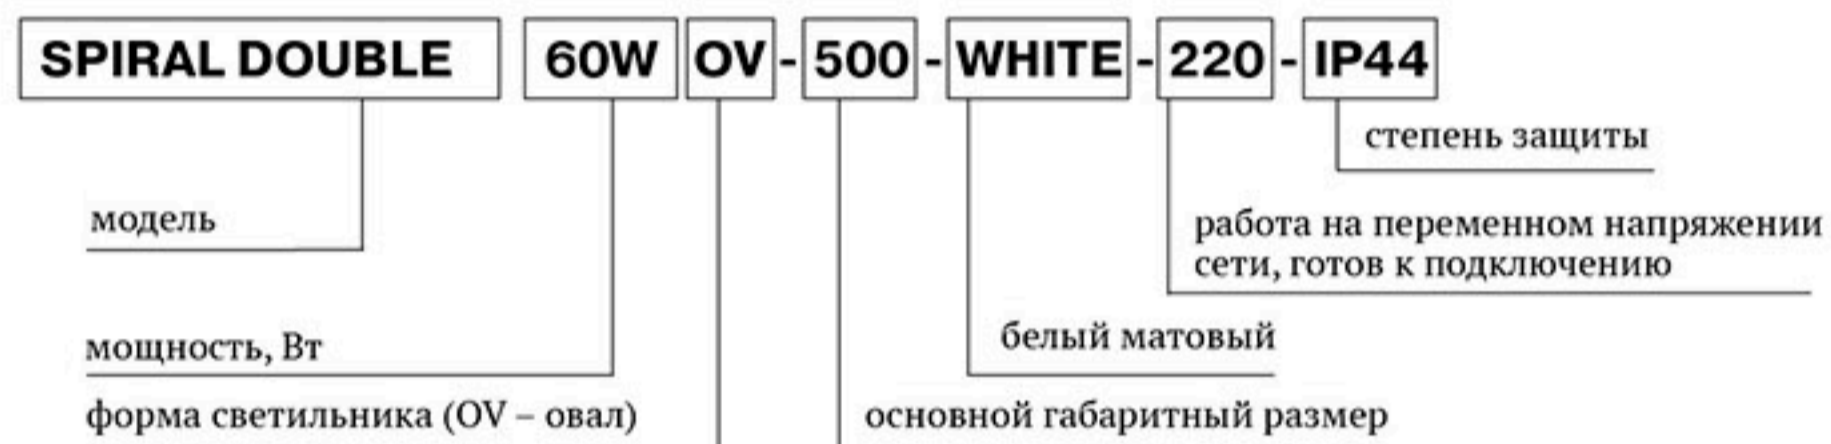 SPIRAL DOUBLE 60W OV - 500 - WHITE - 220 - IP44
степень защиты
модель
работа на переменном напряжении
сети, готов к подключению
мощность, Вт
белый матовый
форма светильника (OV – овал)
основной габаритный размер